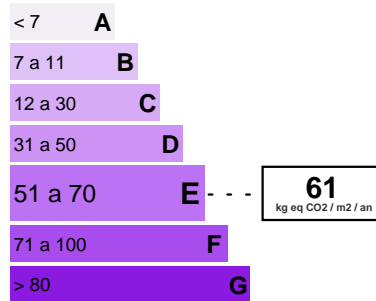 < 7 A
7 a 11 B
12 a 30 C
31 a 50 D
51 a 70 E - - - 61
kg eq CO2 / m2 / an
71 a 100 F
> 80 G